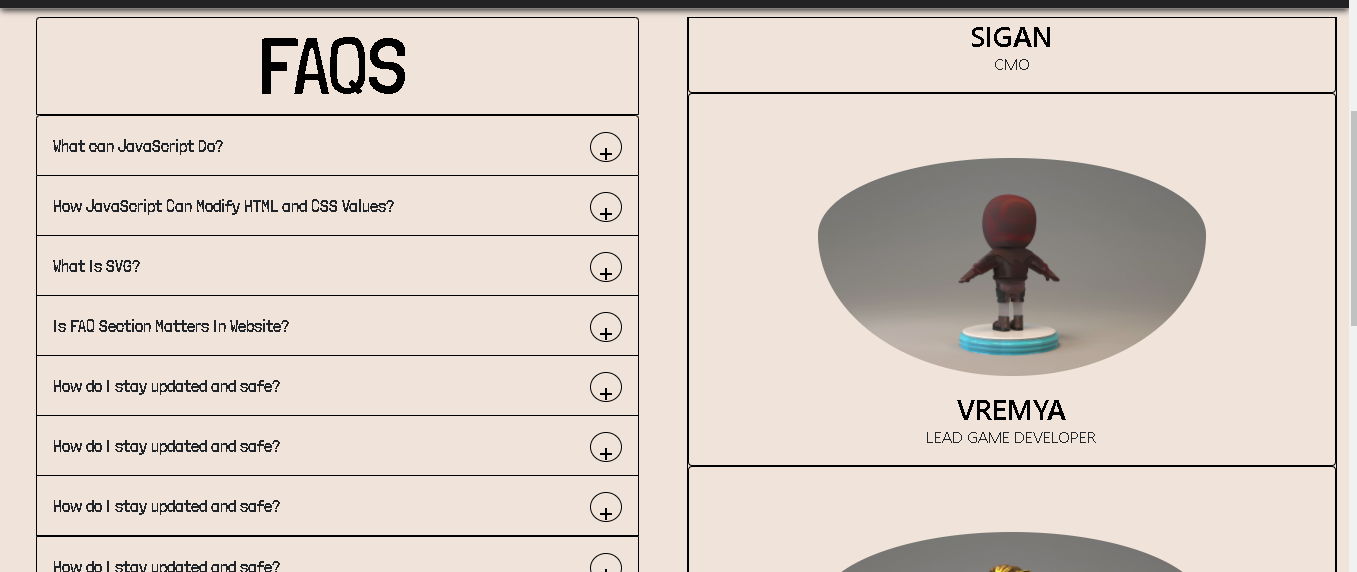 FAQS
What can JavaScript Do?
How JavaScript Can Modify HTML and CSS Values?
What Is SVG?
Is FAQ Section Matters In Website?
How do I stay updated and safe?
How do I stay updated and safe?
How do I stay updated and safe?
How do I stay updated and safe?
SIGAN
CMO
VREMYA
LEAD GAME DEVELOPER